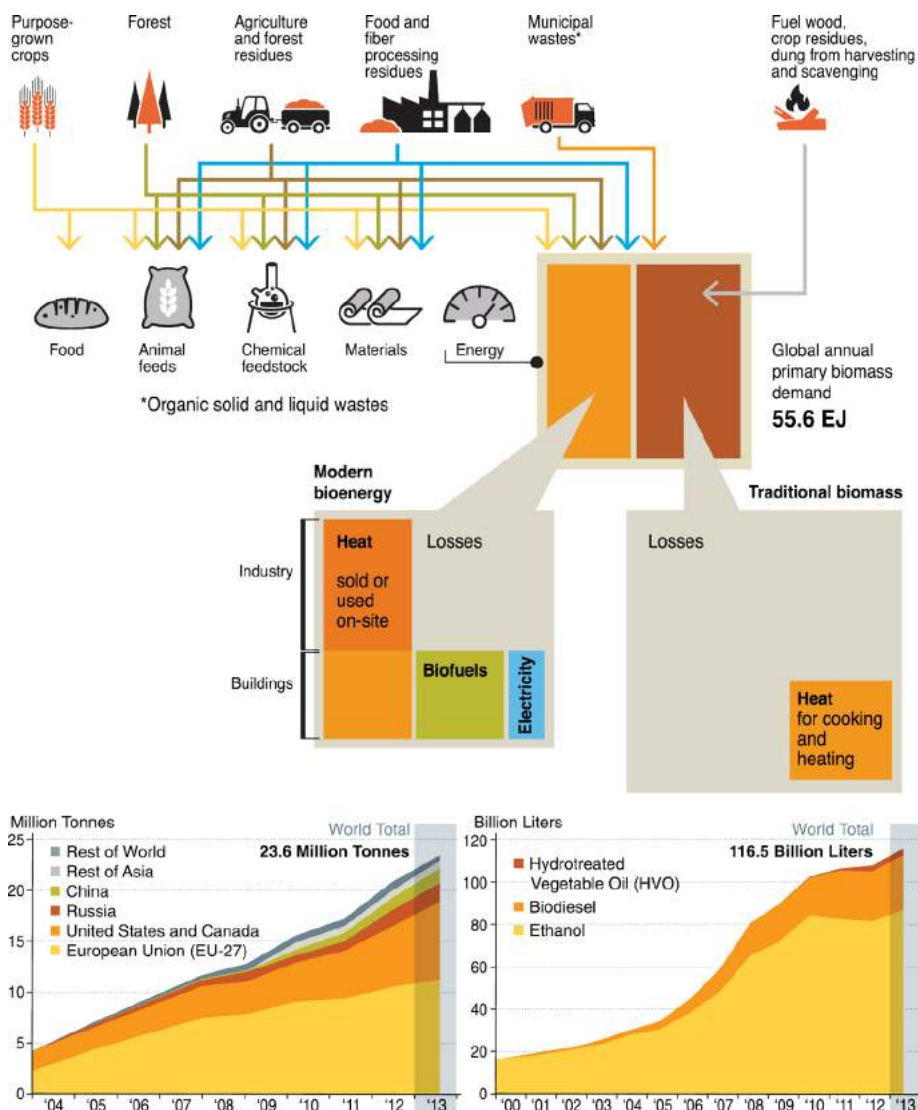 Purpose-
grown
crops
Forest
Agriculture
and forest
residues
Food and
fiber
processing
residues
Municipal
wastes*
Fuel wood,
crop residues,
dung from harvesting
and scavenging
Food
Animal
feeds
Chemical
feedstock
Materials
Energy
*Organic solid and liquid wastes
Global annual
primary biomass
demand
55.6 EJ
Modern
bioenergy
Traditional biomass
Industry
Buildings
Heat
sold or
used
on-site
Losses
Biofuels
Electricity
Losses
Heat
for cooking
and
heating
Million Tonnes
World Total
23.6 Million Tonnes
25
20
15
10
5
0
Rest of World
Rest of Asia
China
Russia
United States and Canada
European Union (EU-27)
'04 '05 '06 '07 '08 '09 '10 '11 '12 '13
Billion Liters
World Total
116.5 Billion Liters
120
100
80
60
40
20
0
Hydrotreated
Vegetable Oil (HVO)
Biodiesel
Ethanol
'00 '01 '02 '03 '04 '05 '06 '07 '08 '09 '10 '11 '12 '13